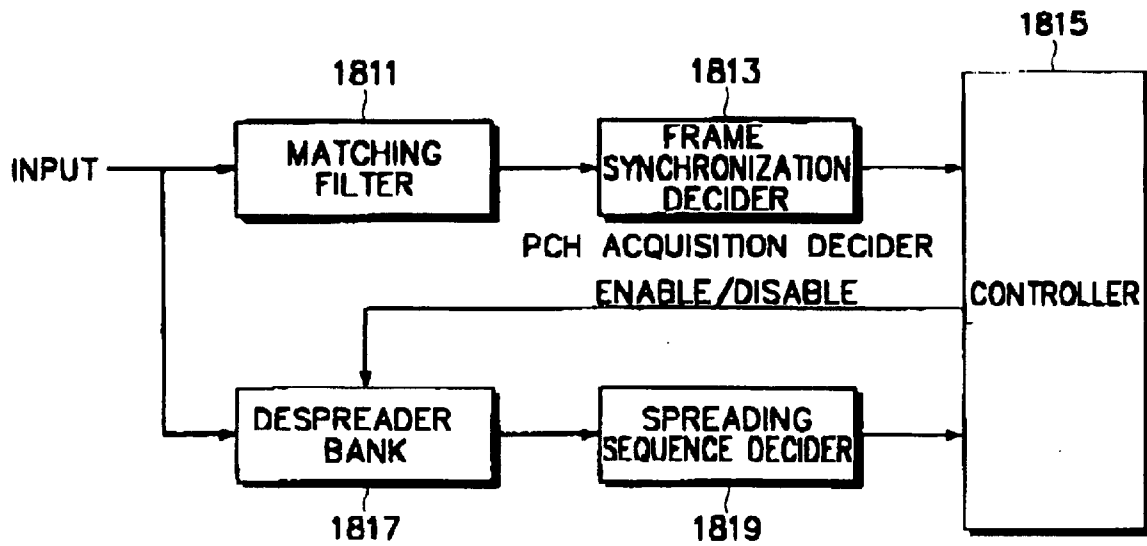 1815
1811
1813
INPUT
MATCHING
FILTER
FRAME
SYNCHRONIZATION
DECIDER
PCH ACQUISITION DECIDER
ENABLE/DISABLE
CONTROLLER
DESPREADER
BANK
SPREADING
SEQUENCE DECIDER
1817
1819